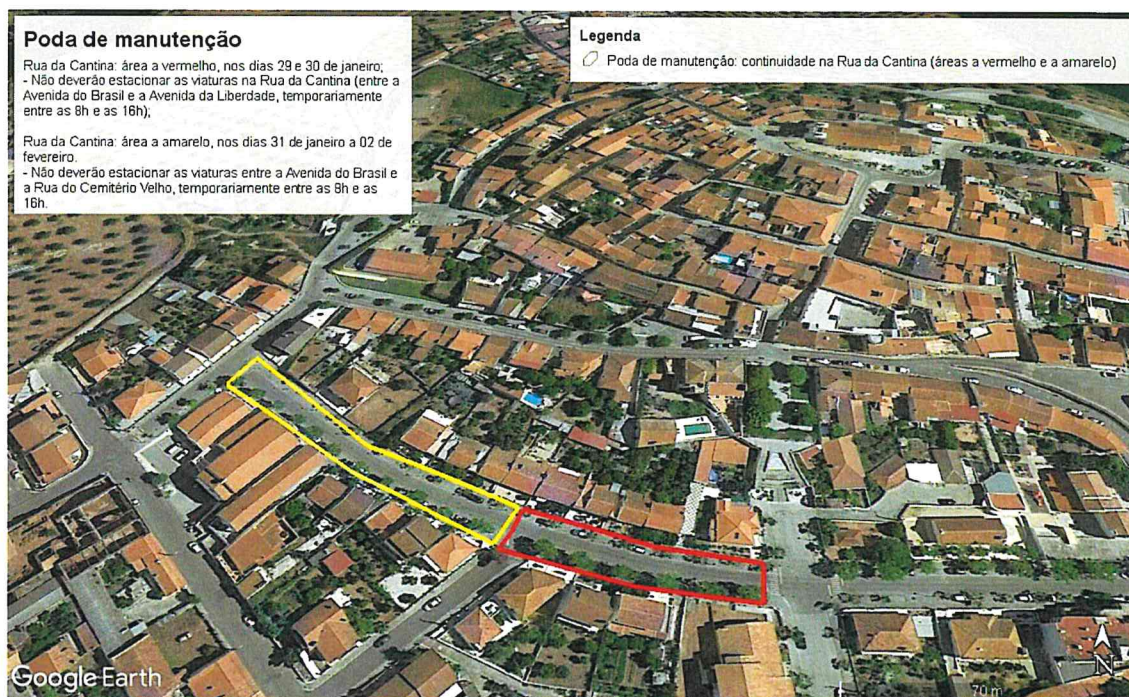 Poda de manutenção
Rua da Cantina: área a vermelho, nos dias 29 e 30 de janeiro;
- Não deverão estacionar as viaturas na Rua da Cantina (entre a
Avenida do Brasil e a Avenida da Liberdade, temporariamente
entre as 8h e as 16h);
Rua da Cantina: área a amarelo, nos dias 31 de janeiro a 02 de
fevereiro.
- Não deverão estacionar as viaturas entre a Avenida do Brasil e
a Rua do Cemitério Velho, temporariamente entre as 8h e as
16h.
Legenda
Poda de manutenção: continuidade na Rua da Cantina (áreas a vermelho e a amarelo)
Google Earth
N
70 m